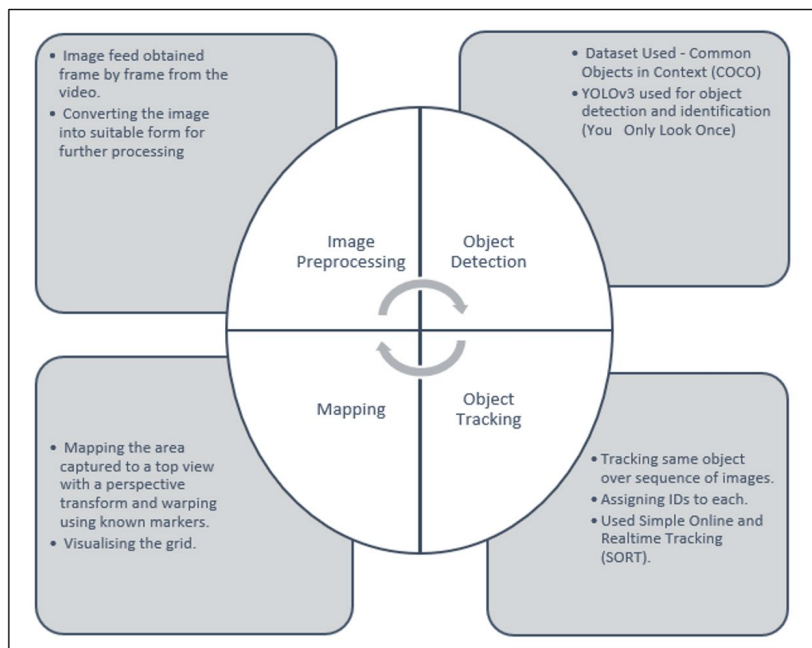 • Image feed obtained
frame by frame from the
video.
• Converting the image
into suitable form for
further processing
• Dataset Used - Common
Objects in Context (COCO)
• YOLOv3 used for object
detection and identification
(You Only Look Once)
Image
Preprocessing
Object
Detection
Mapping
Object
Tracking
• Mapping the area
captured to a top view
with a perspective
transform and warping
using known markers.
• Visualising the grid.
• Tracking same object
over sequence of images.
• Assigning IDs to each.
• Used Simple Online and
Realtime Tracking
(SORT).